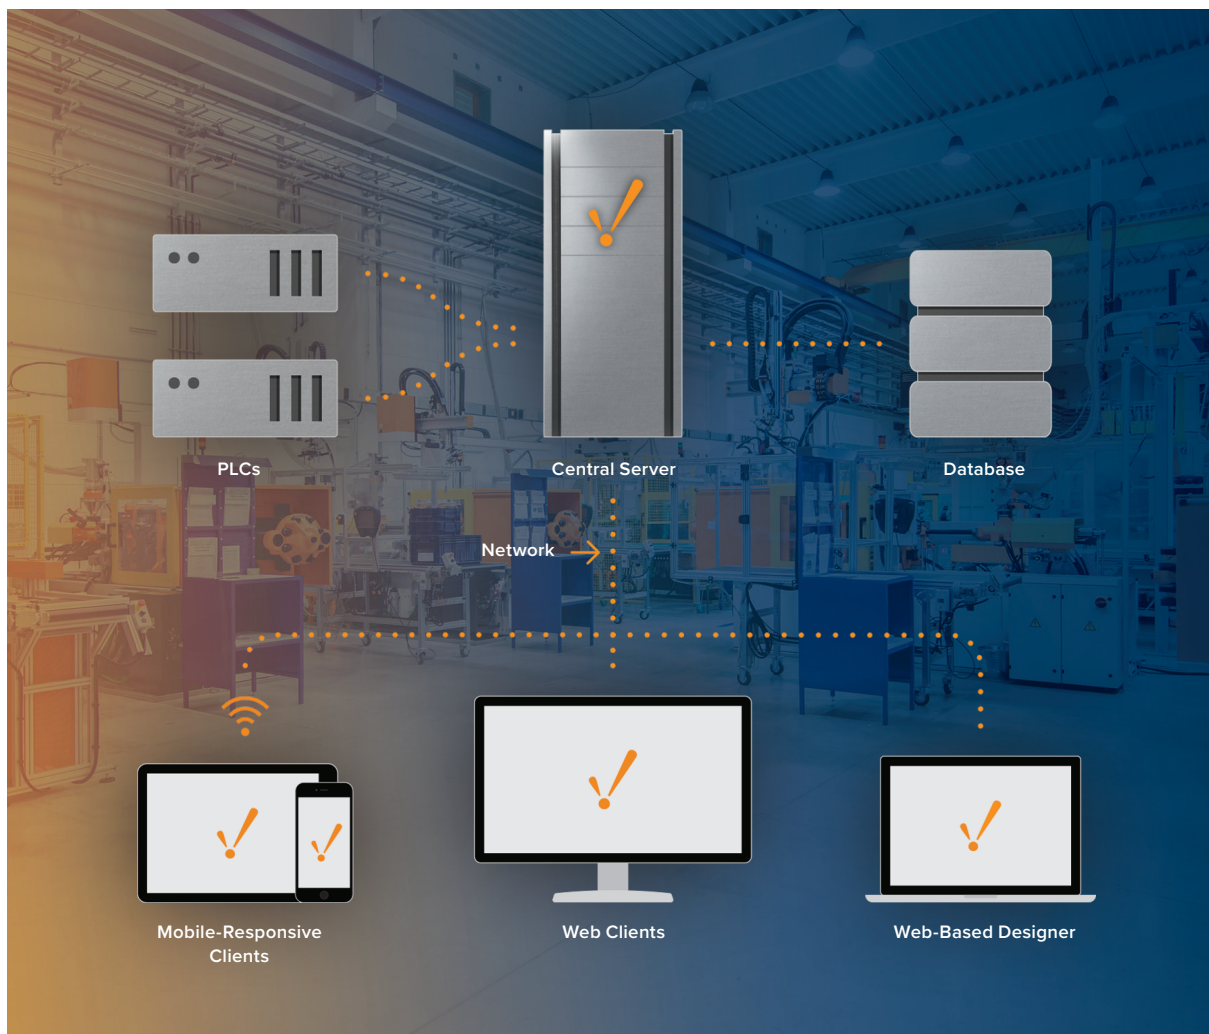 PLCs
Central Server
Database
Network
Mobile-Responsive
Clients
Web Clients
Web-Based Designer